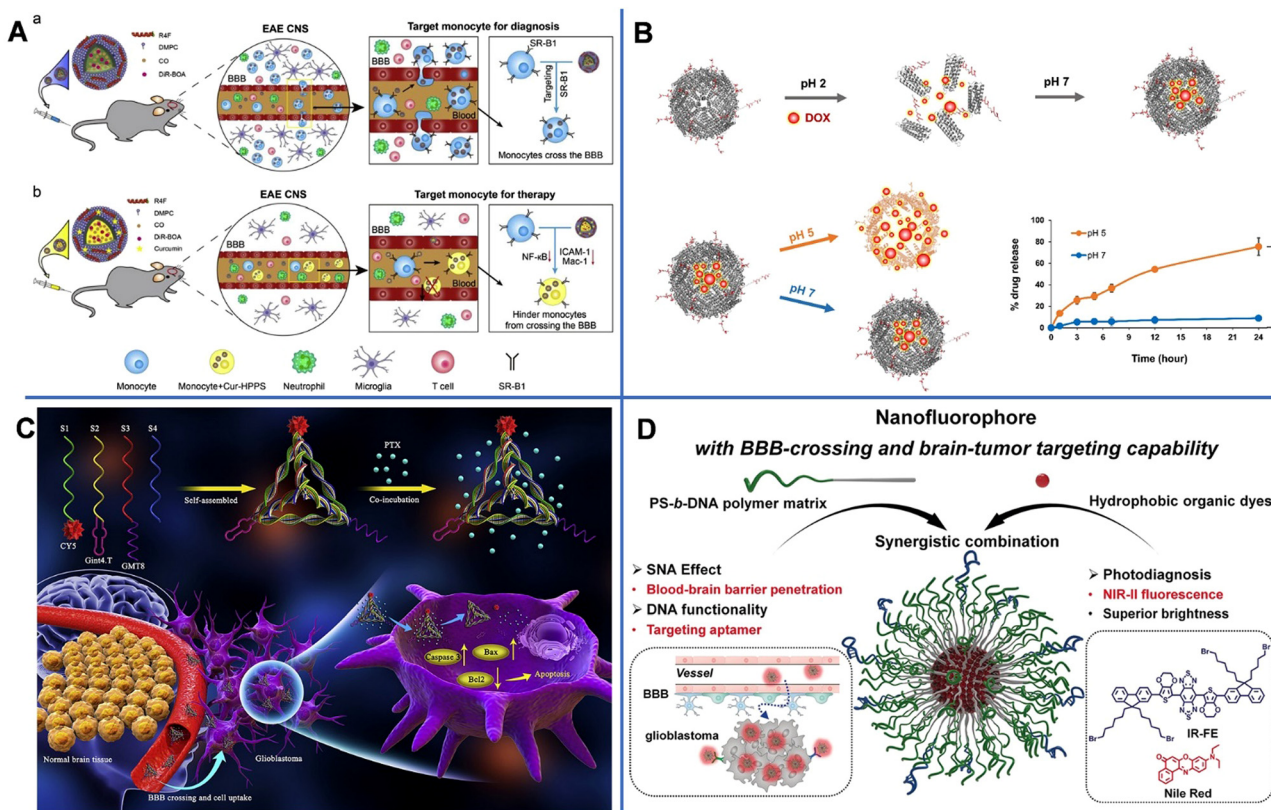 A
a
R4F
DMPC
CO
DiR-BOA
EAE CNS
BBB
Target monocyte for diagnosis
BBB
Blood
SR-B1
Targeting
SR-B1
Monocytes cross the BBB
b
R4F
DMPC
CO
DiR-BOA
Curcumin
EAE CNS
BBB
Target monocyte for therapy
BBB
Blood
NF-κB↓
ICAM-1
Mac-1
Hinder monocytes
from crossing the BBB
Monocyte
Monocyte+Cur-HPPS
Neutrophil
Microglia
T cell
SR-B1
B
pH 2
DOX
pH 7
pH 5
pH 7
% drug release
80
60
40
20
0
pH 5
pH 7
0
3
6
9
12
15
18
21
24
Time (hour)
C
S1
S2
S3
S4
CY5
Gint4.T
GMT8
Self-assembled
PTX
Co-incubation
Normal brain tissue
BBB crossing and cell uptake
Glioblastoma
Caspase 3
Bax
Bcl2
Apoptosis
D
Nanofluorophore
with BBB-crossing and brain-tumor targeting capability
PS-b-DNA polymer matrix
Hydrophobic organic dyes
Synergistic combination
➢ SNA Effect
• Blood-brain barrier penetration
➢ DNA functionality
• Targeting aptamer
➢ Photodiagnosis
• NIR-II fluorescence
• Superior brightness
Vessel
BBB
glioblastoma
Br
Br
Br
Br
IR-FE
Nile Red